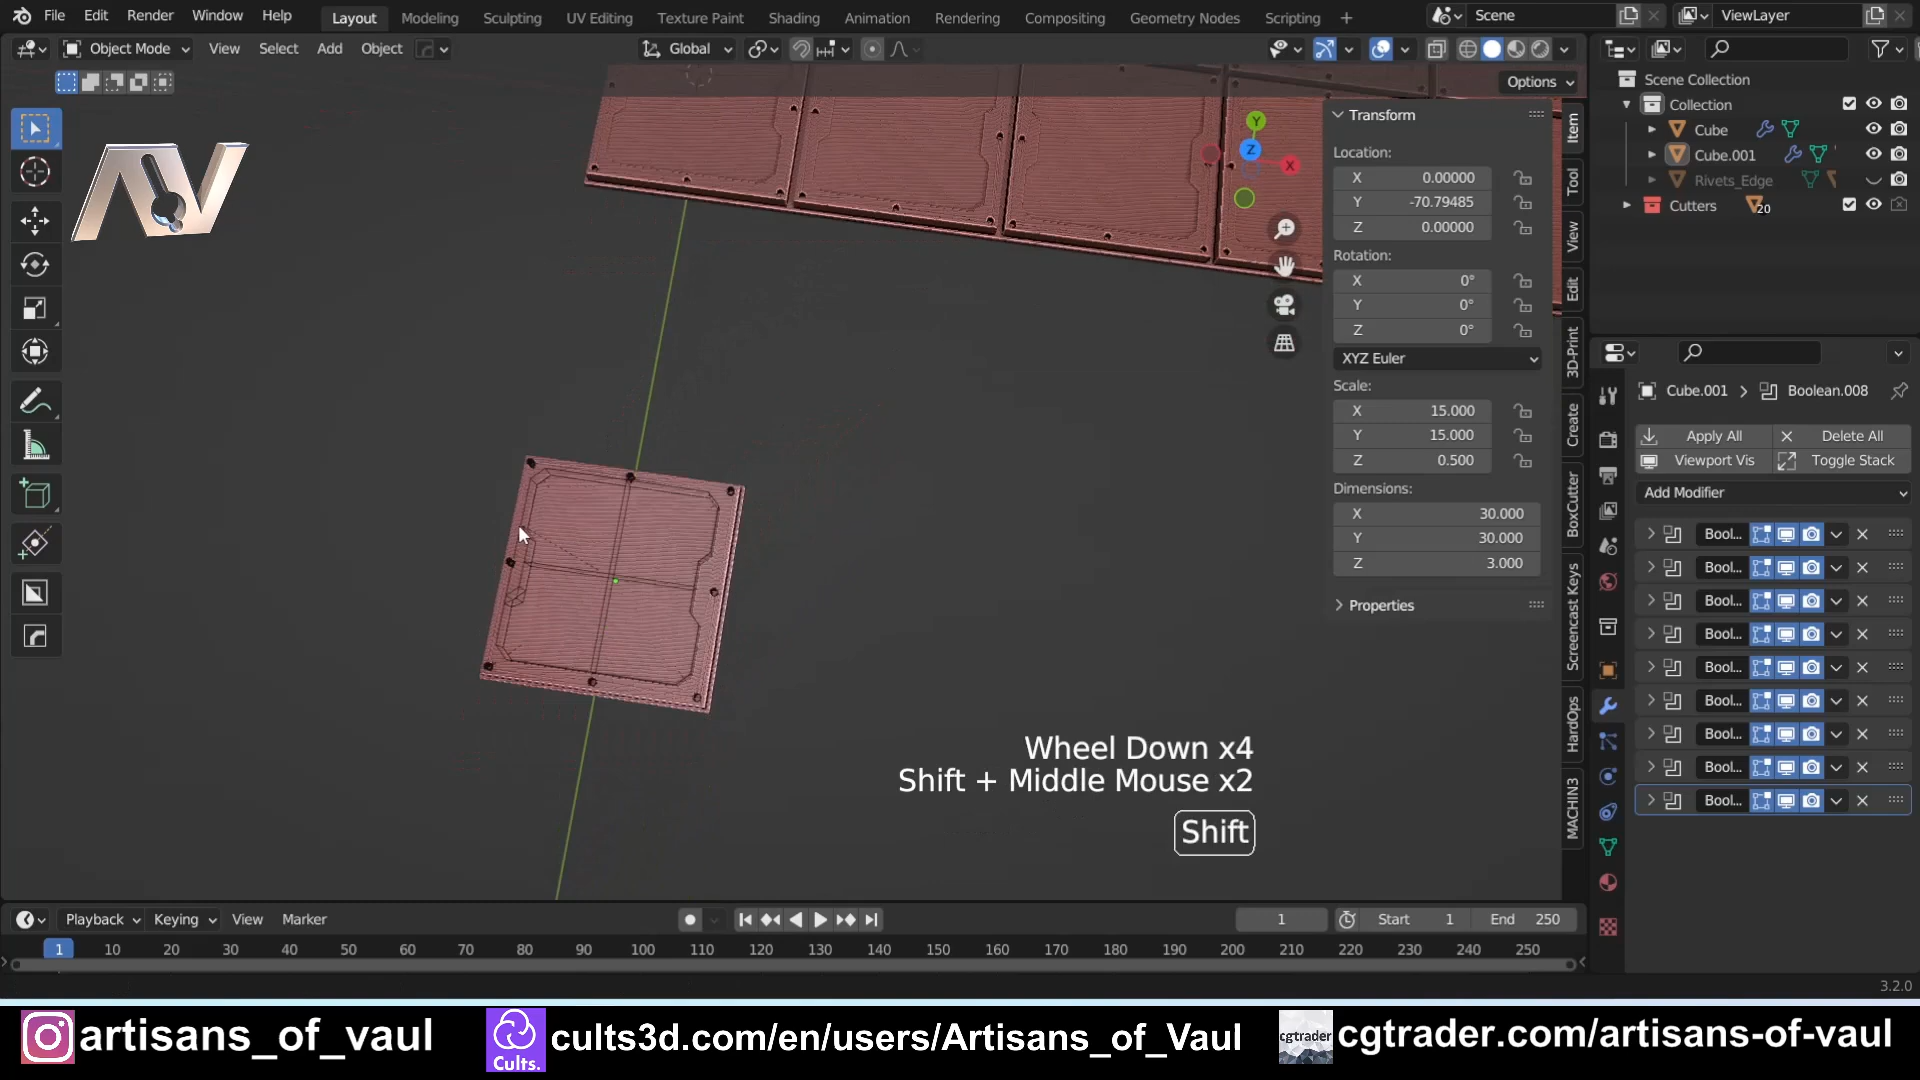 File Edit Render Window Help Layout Modeling Sculpting UV Editing Texture Paint Shading Animation Rendering Compositing Geometry Nodes Scripting + Scene ViewLayer
Object Mode View Select Add Object Global
Options
Transform
Location:
X 0.00000
Y -70.79485
Z 0.00000
Rotation:
X 0°
Y 0°
Z 0°
XYZ Euler
Scale:
X 15.000
Y 15.000
Z 0.500
Dimensions:
X 30.000
Y 30.000
Z 3.000
Properties
Item
Tool
View
Edit
3D-Print
Create
BoxCutter
Screencast Keys
HardOps
MACHIN3
Y
Z
X
AV
Scene Collection
Collection
Cube
Cube.001
Rivets_Edge
Cutters 20
Cube.001 > Boolean.008
Apply All Delete All
Viewport Vis Toggle Stack
Add Modifier
Bool...
Bool...
Bool...
Bool...
Bool...
Bool...
Bool...
Bool...
Bool...
Wheel Down x4
Shift + Middle Mouse x2
Shift
Playback Keying View Marker 1 Start 1 End 250
1 10 20 30 40 50 60 70 80 90 100 110 120 130 140 150 160 170 180 190 200 210 220 230 240 250
3.2.0
artisans_of_vaul Cults. cults3d.com/en/users/Artisans_of_Vaul cgtrader cgtrader.com/artisans-of-vaul